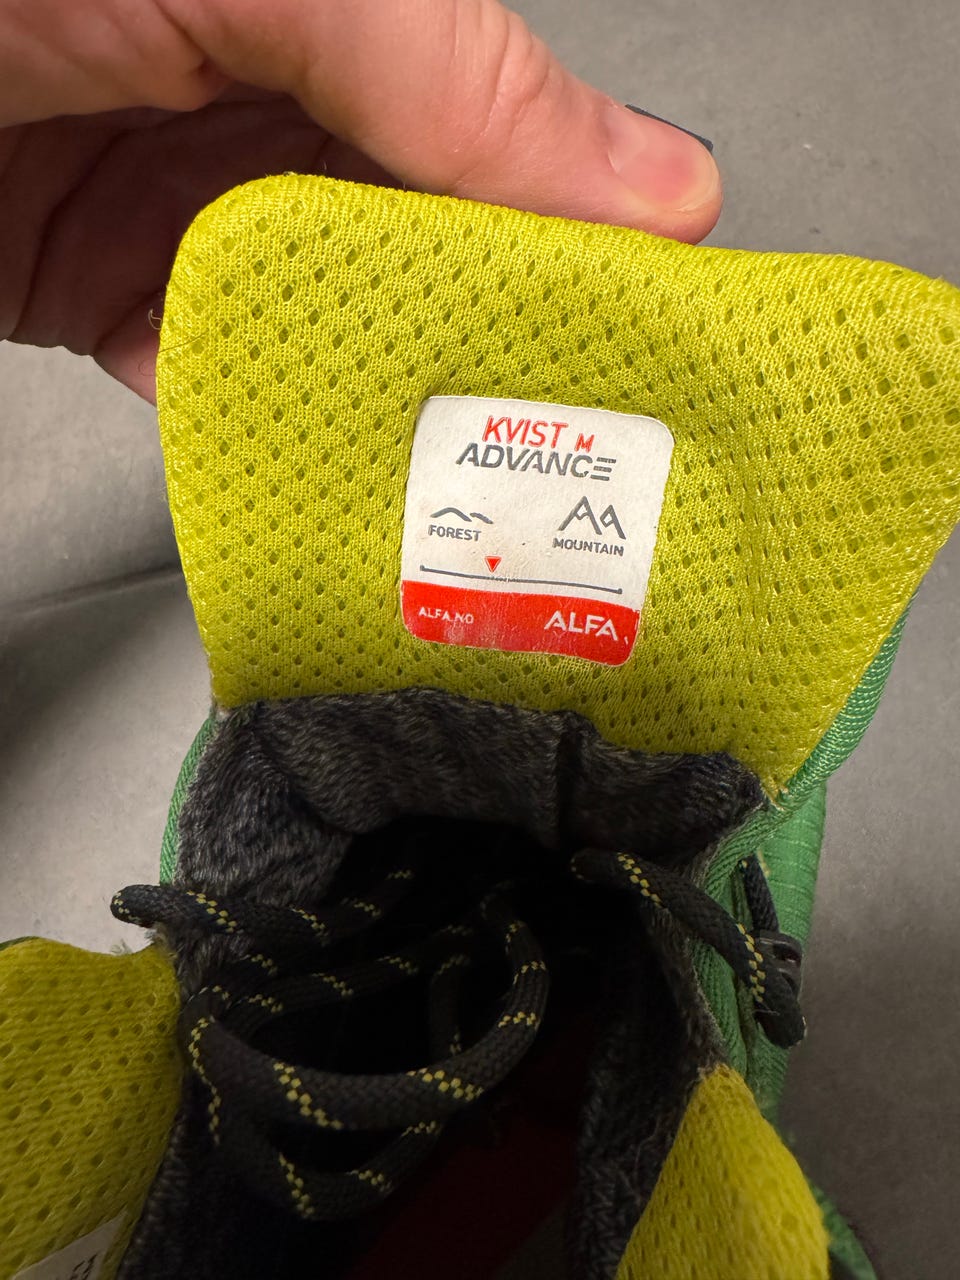 KVIST M
ADVANCE
FOREST
MOUNTAIN
ALFA.NO
ALFA